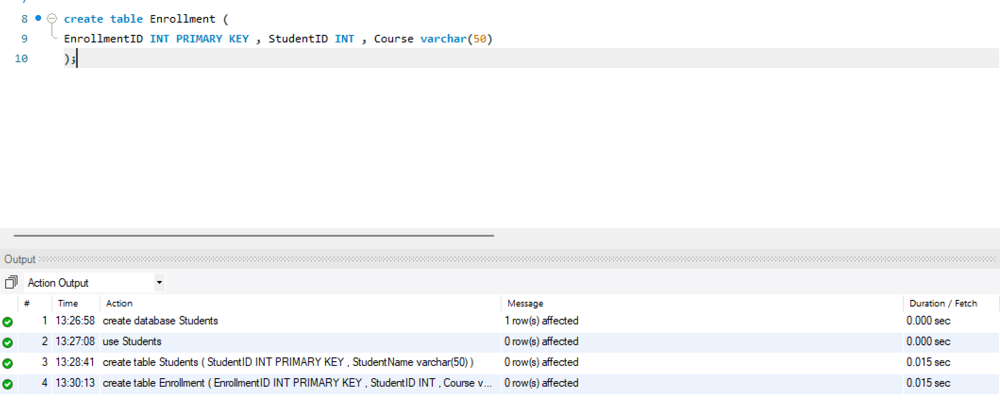 8 create table Enrollment (
9 EnrollmentID INT PRIMARY KEY , StudentID INT , Course varchar(50)
10 );
Output
Action Output
# Time Action Message Duration / Fetch
1 13:26:58 create database Students 1 row(s) affected 0.000 sec
2 13:27:08 use Students 0 row(s) affected 0.000 sec
3 13:28:41 create table Students ( StudentID INT PRIMARY KEY , StudentName varchar(50) ) 0 row(s) affected 0.015 sec
4 13:30:13 create table Enrollment ( EnrollmentID INT PRIMARY KEY , StudentID INT , Course v... 0 row(s) affected 0.015 sec